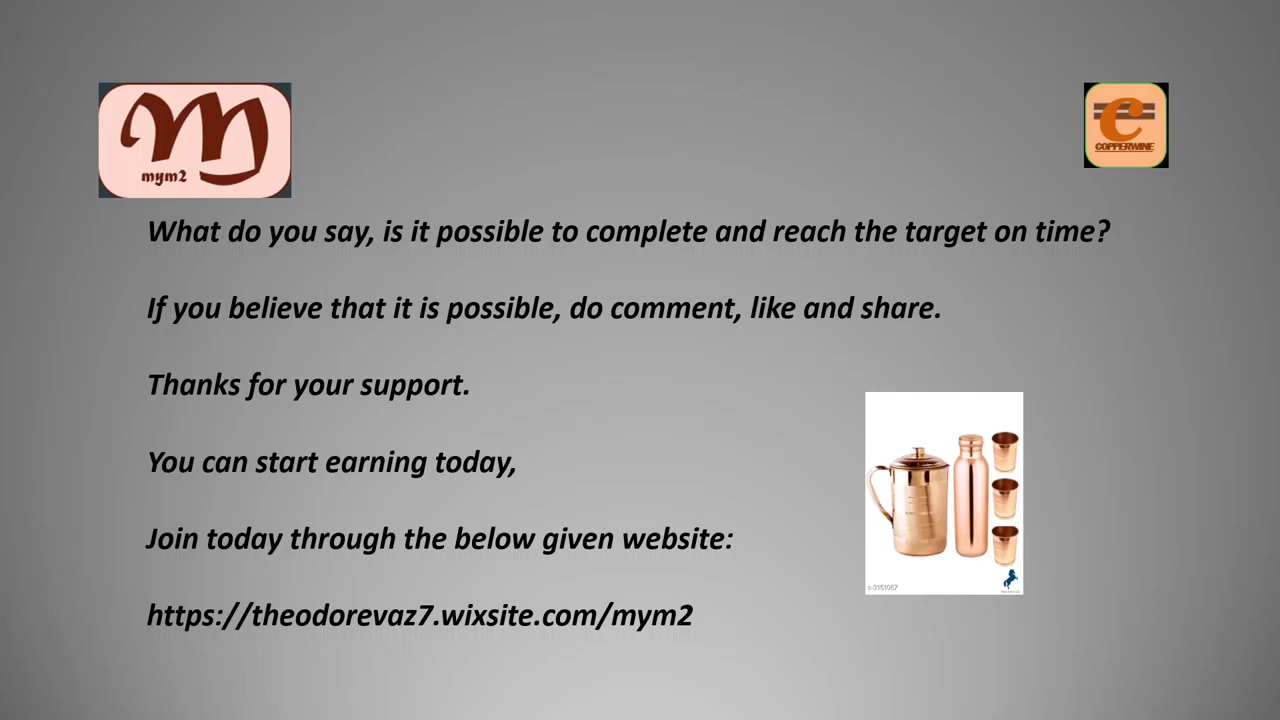 mym2
COPPERWINE
What do you say, is it possible to complete and reach the target on time?
If you believe that it is possible, do comment, like and share.
Thanks for your support.
You can start earning today,
Join today through the below given website:
https://theodorevaz7.wixsite.com/mym2
c-3151067